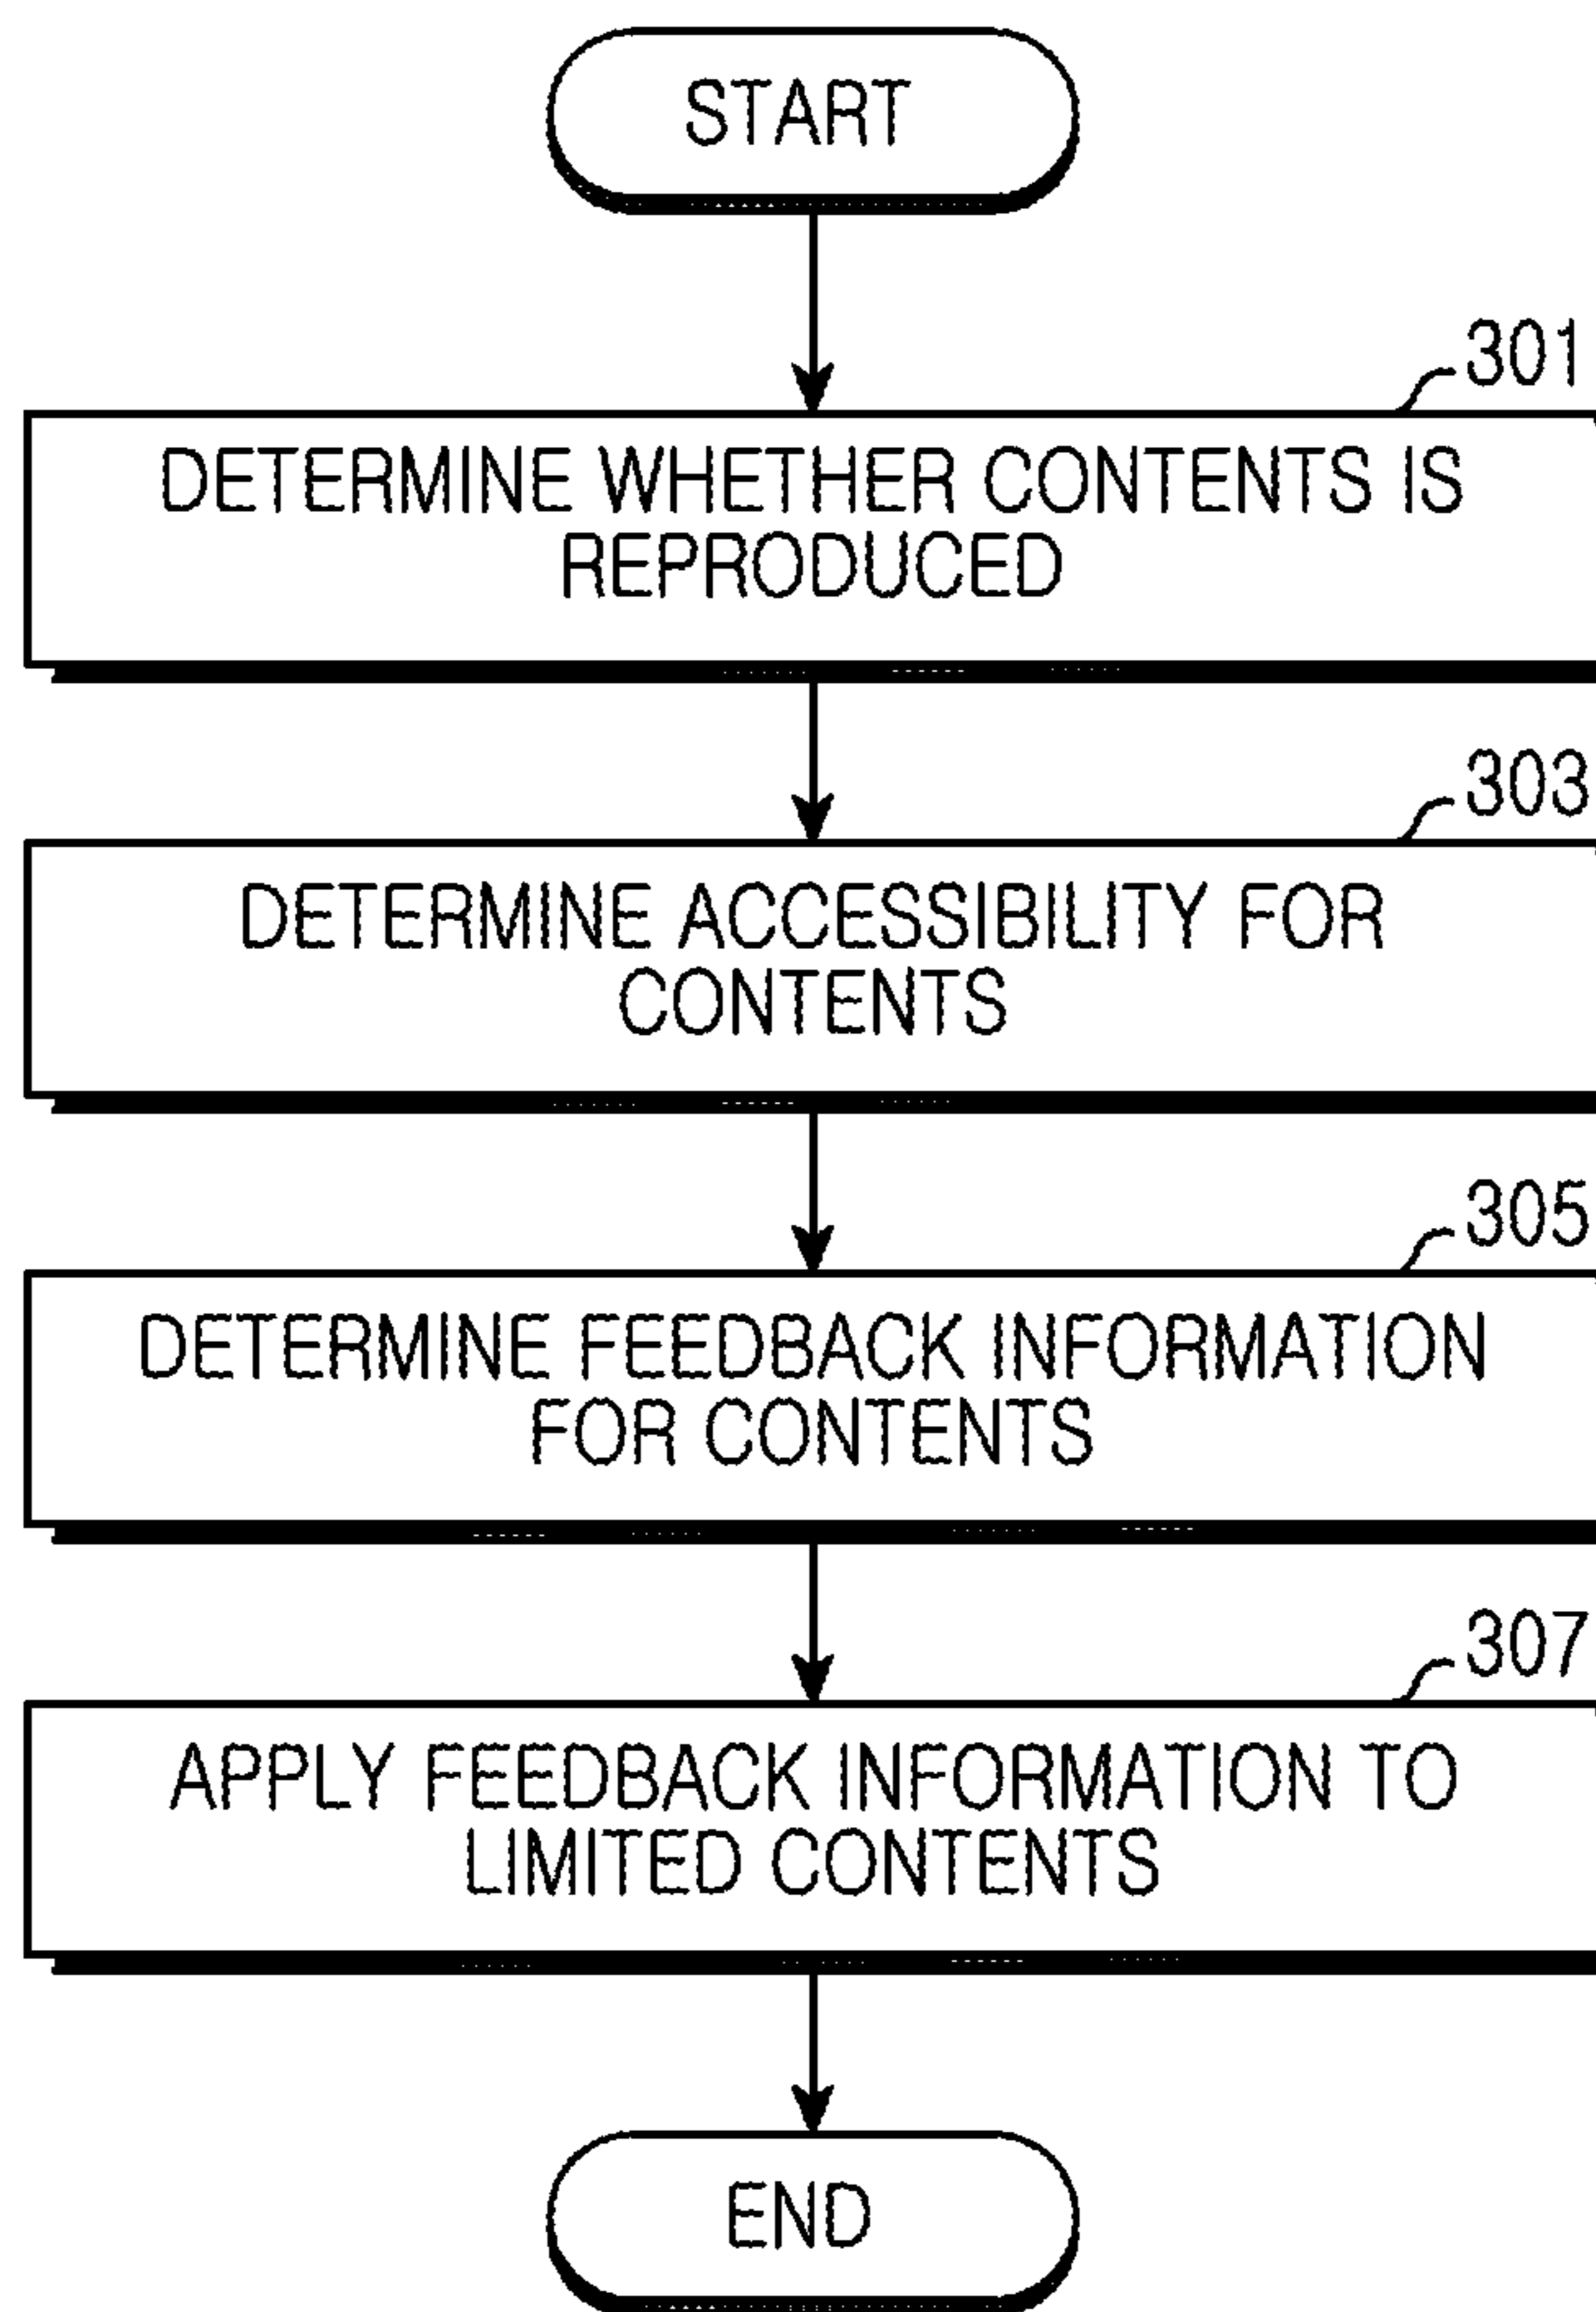 START
301
DETERMINE WHETHER CONTENTS IS
REPRODUCED
303
DETERMINE ACCESSIBILITY FOR
CONTENTS
305
DETERMINE FEEDBACK INFORMATION
FOR CONTENTS
307
APPLY FEEDBACK INFORMATION TO
LIMITED CONTENTS
END